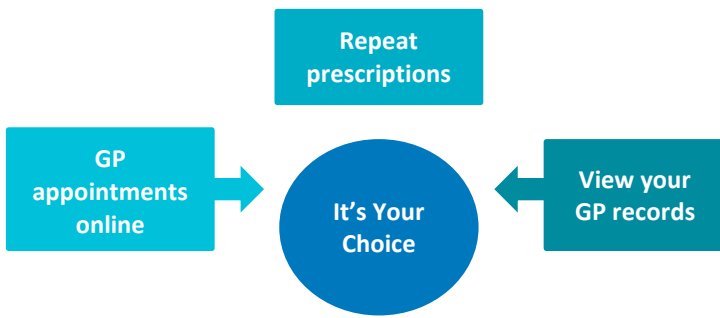 Repeat
prescriptions
GP
appointments
online
It’s Your
Choice
View your
GP records